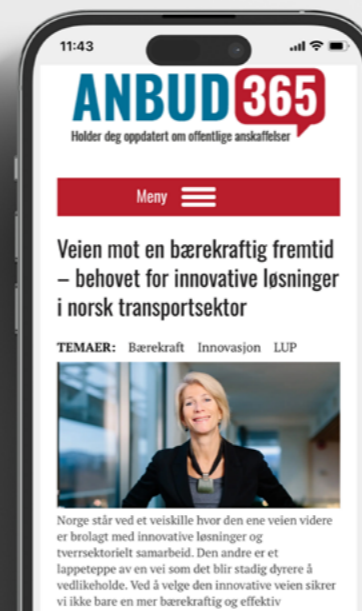 11:43
ANBUD 365
Holder deg oppdatert om offentlige anskaffelser
Meny
Veien mot en bærekraftig fremtid
– behovet for innovative løsninger
i norsk transportsektor
TEMAER: Bærekraft Innovasjon LUP
Norge står ved et veiskille hvor den ene veien videre
er brolagt med innovative løsninger og
tverrsektorielt samarbeid. Den andre er et
lappeteppe av en vei som det blir stadig dyrere å
vedlikeholde. Ved å velge den innovative veien sikrer
vi ikke bare en mer bærekraftig og effektiv